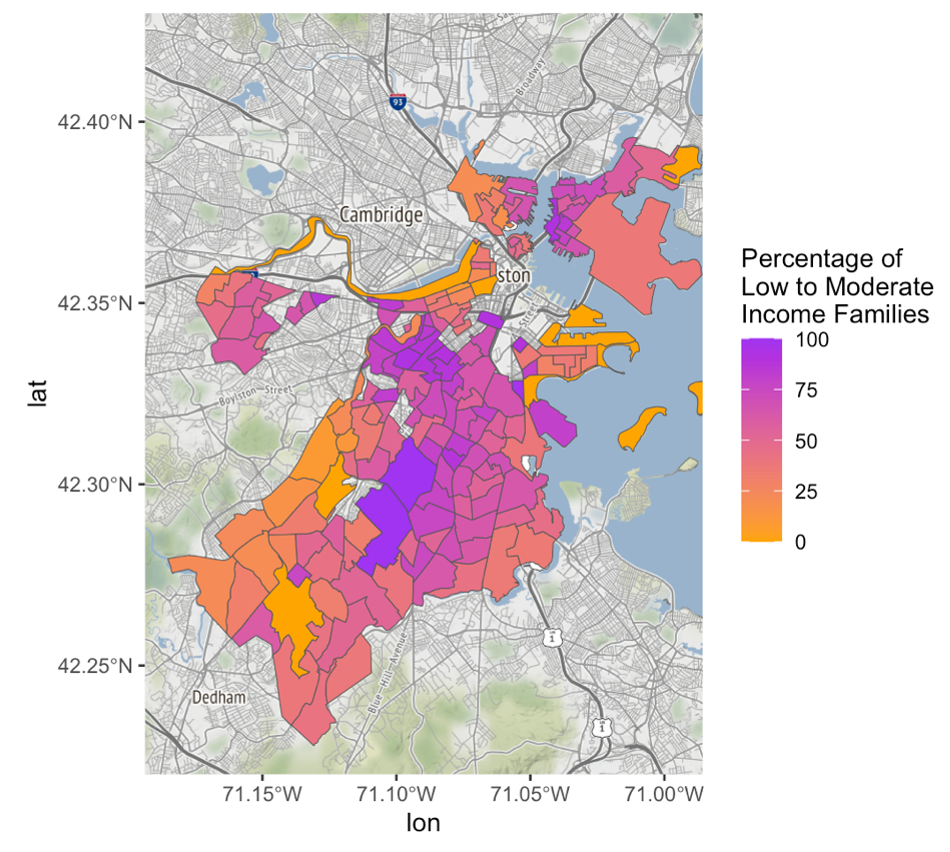 Broadway
93
42.40°N
Cambridge
42.35°N
ston
Street
Boylston Street
42.30°N
1
42.25°N
Blue Hill Avenue
Dedham
1
71.15°W
71.10°W
71.05°W
71.00°W
lon
lat
Percentage of
Low to Moderate
Income Families
100
75
50
25
0